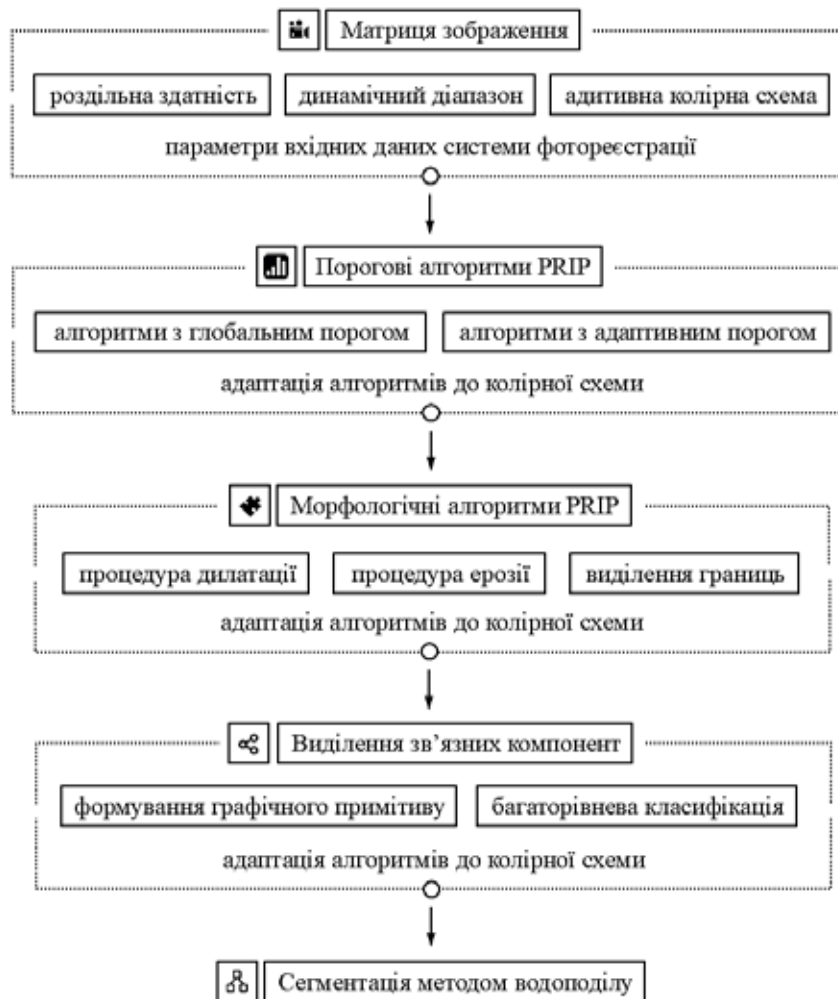 Матриця зображення
роздільна здатність динамічний діапазон адитивна колірна схема
параметри вхідних даних системи фотореєстрації
Порогові алгоритми PRIP
алгоритми з глобальним порогом алгоритми з адаптивним порогом
адаптація алгоритмів до колірної схеми
Морфологічні алгоритми PRIP
процедура дилатації процедура ерозії виділення границь
адаптація алгоритмів до колірної схеми
Виділення зв’язних компонент
формування графічного примітиву багаторівнева класифікація
адаптація алгоритмів до колірної схеми
Сегментація методом водоподілу